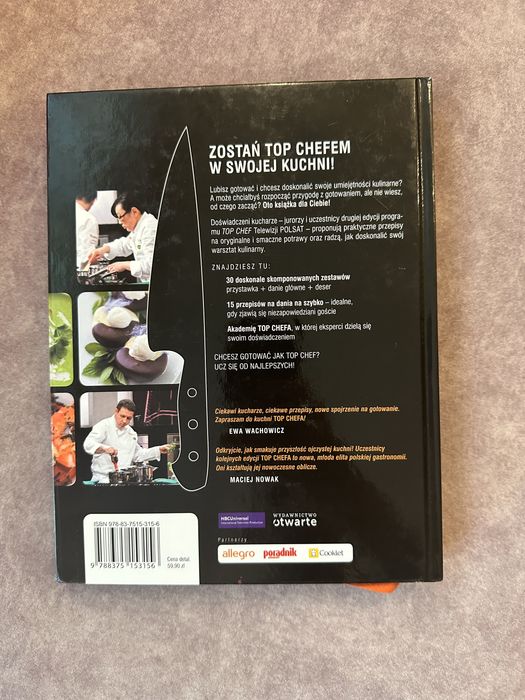 ZOSTAŃ TOP CHEFEM
W SWOJEJ KUCHNI!
Lubisz gotować i chcesz doskonalić swoje umiejętności kulinarne?
A może chciałbyś rozpocząć przygodę z gotowaniem, ale nie wiesz,
od czego zacząć? Oto książka dla Ciebie!
Doświadczeni kucharze – jurorzy i uczestnicy drugiej edycji progra-
mu TOP CHEF Telewizji POLSAT – proponują praktyczne przepisy
na oryginalne i smaczne potrawy oraz radzą, jak doskonalić swój
warsztat kulinarny.
ZNAJDZIESZ TU:
30 doskonale skomponowanych zestawów
przystawka + danie główne + deser
15 przepisów na dania na szybko – idealne,
gdy zjawią się niezapowiedziani goście
Akademię TOP CHEFA, w której eksperci dzielą się
swoim doświadczeniem
CHCESZ GOTOWAĆ JAK TOP CHEF?
UCZ SIĘ OD NAJLEPSZYCH!
Ciekawi kucharze, ciekawe przepisy, nowe spojrzenie na gotowanie.
Zapraszam do kuchni TOP CHEFA!
EWA WACHOWICZ
Odkryjcie, jak smakuje przyszłość ojczystej kuchni! Uczestnicy
kolejnych edycji TOP CHEFA to nowa, młoda elita polskiej gastronomii.
Oni kształtują jej nowoczesne oblicze.
MACIEJ NOWAK
ISBN 978-83-7515-315-6
9 788375 153156
Cena detal.
59,90 zł
NBCUniversal
International Television Production
WYDAWNICTWO
otwarte
Partnerzy
allegro
poradnik
Cooklet